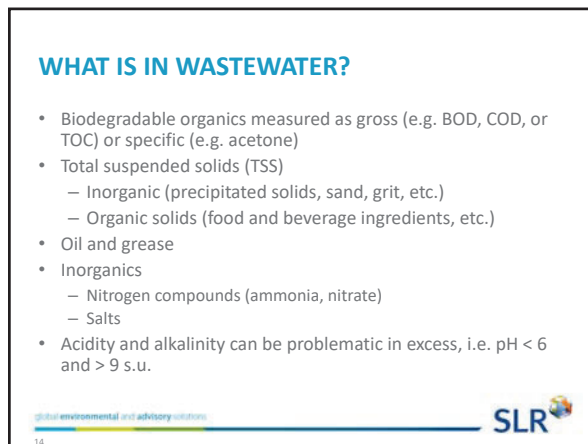 WHAT IS IN WASTEWATER?
• Biodegradable organics measured as gross (e.g. BOD, COD, or
TOC) or specific (e.g. acetone)
• Total suspended solids (TSS)
– Inorganic (precipitated solids, sand, grit, etc.)
– Organic solids (food and beverage ingredients, etc.)
• Oil and grease
• Inorganics
– Nitrogen compounds (ammonia, nitrate)
– Salts
• Acidity and alkalinity can be problematic in excess, i.e. pH < 6
and > 9 s.u.
global environmental and advisory solutions
SLR
14